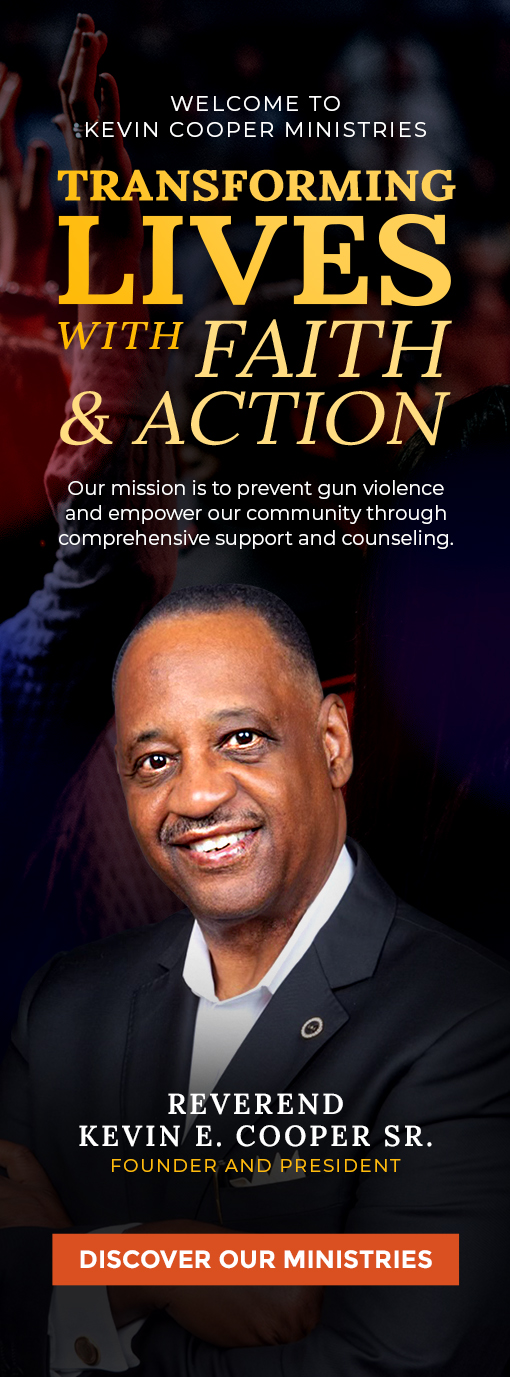 WELCOME TO
KEVIN COOPER MINISTRIES
TRANSFORMING
LIVES
WITH FAITH
& ACTION
Our mission is to prevent gun violence
and empower our community through
comprehensive support and counseling.
REVEREND
KEVIN E. COOPER SR.
FOUNDER AND PRESIDENT
DISCOVER OUR MINISTRIES